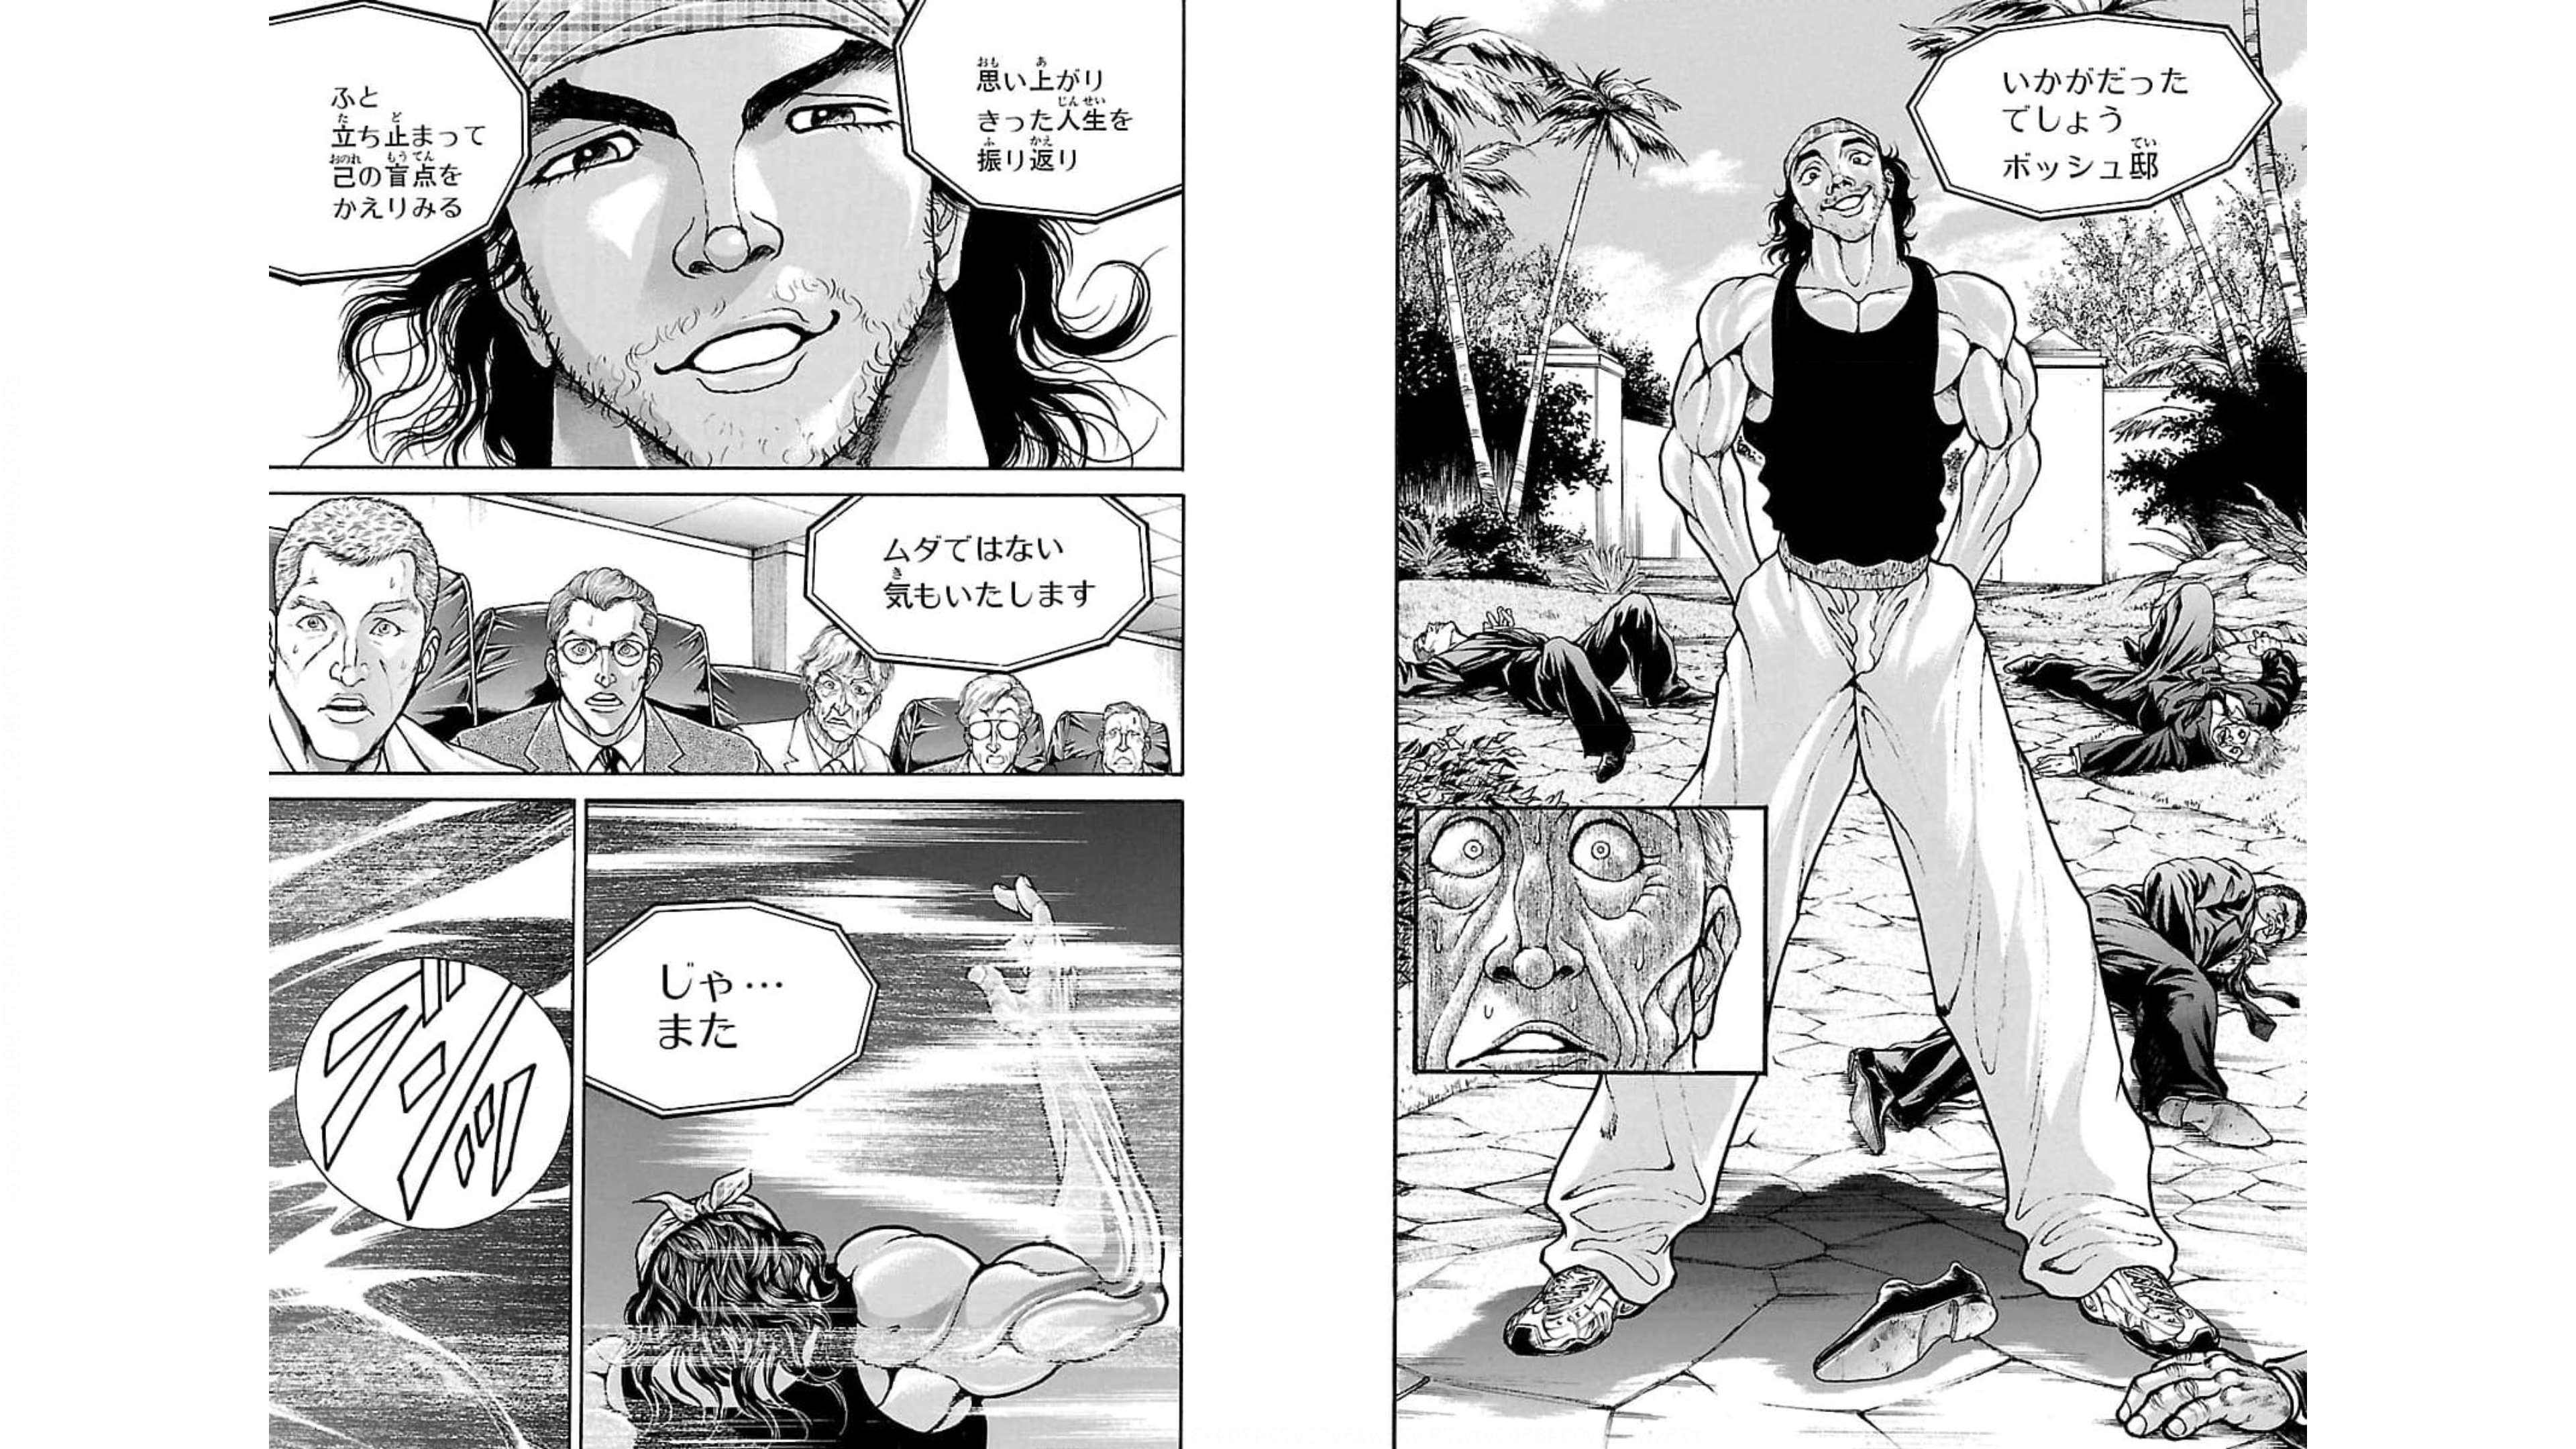 いかがだった
でしょう
ボッシュ邸
思い上がり
きった人生を
振り返り
ふと
立ち止まって
己の盲点を
かえりみる
ムダではない
気もいたします
じゃ…
また
ブンッ